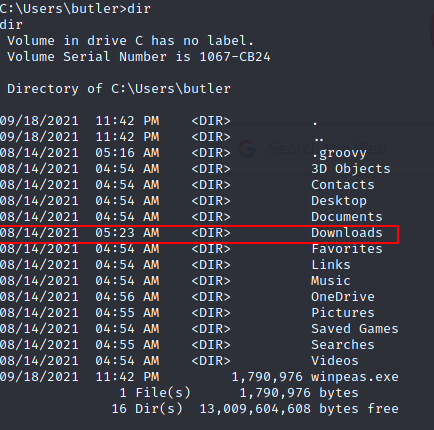 C:\Users\butler>dir
dir
 Volume in drive C has no label.
 Volume Serial Number is 1067-CB24

 Directory of C:\Users\butler

09/18/2021  11:42 PM    <DIR>          .
09/18/2021  11:42 PM    <DIR>          ..
08/14/2021  05:16 AM    <DIR>          .groovy
08/14/2021  04:54 AM    <DIR>          3D Objects
08/14/2021  04:54 AM    <DIR>          Contacts
08/14/2021  04:54 AM    <DIR>          Desktop
08/14/2021  04:54 AM    <DIR>          Documents
08/14/2021  05:23 AM    <DIR>          Downloads
08/14/2021  04:54 AM    <DIR>          Favorites
08/14/2021  04:54 AM    <DIR>          Links
08/14/2021  04:54 AM    <DIR>          Music
08/14/2021  04:56 AM    <DIR>          OneDrive
08/14/2021  04:55 AM    <DIR>          Pictures
08/14/2021  04:54 AM    <DIR>          Saved Games
08/14/2021  04:55 AM    <DIR>          Searches
08/14/2021  04:54 AM    <DIR>          Videos
09/18/2021  11:42 PM         1,790,976 winpeas.exe
               1 File(s)      1,790,976 bytes
              16 Dir(s)  13,009,604,608 bytes free